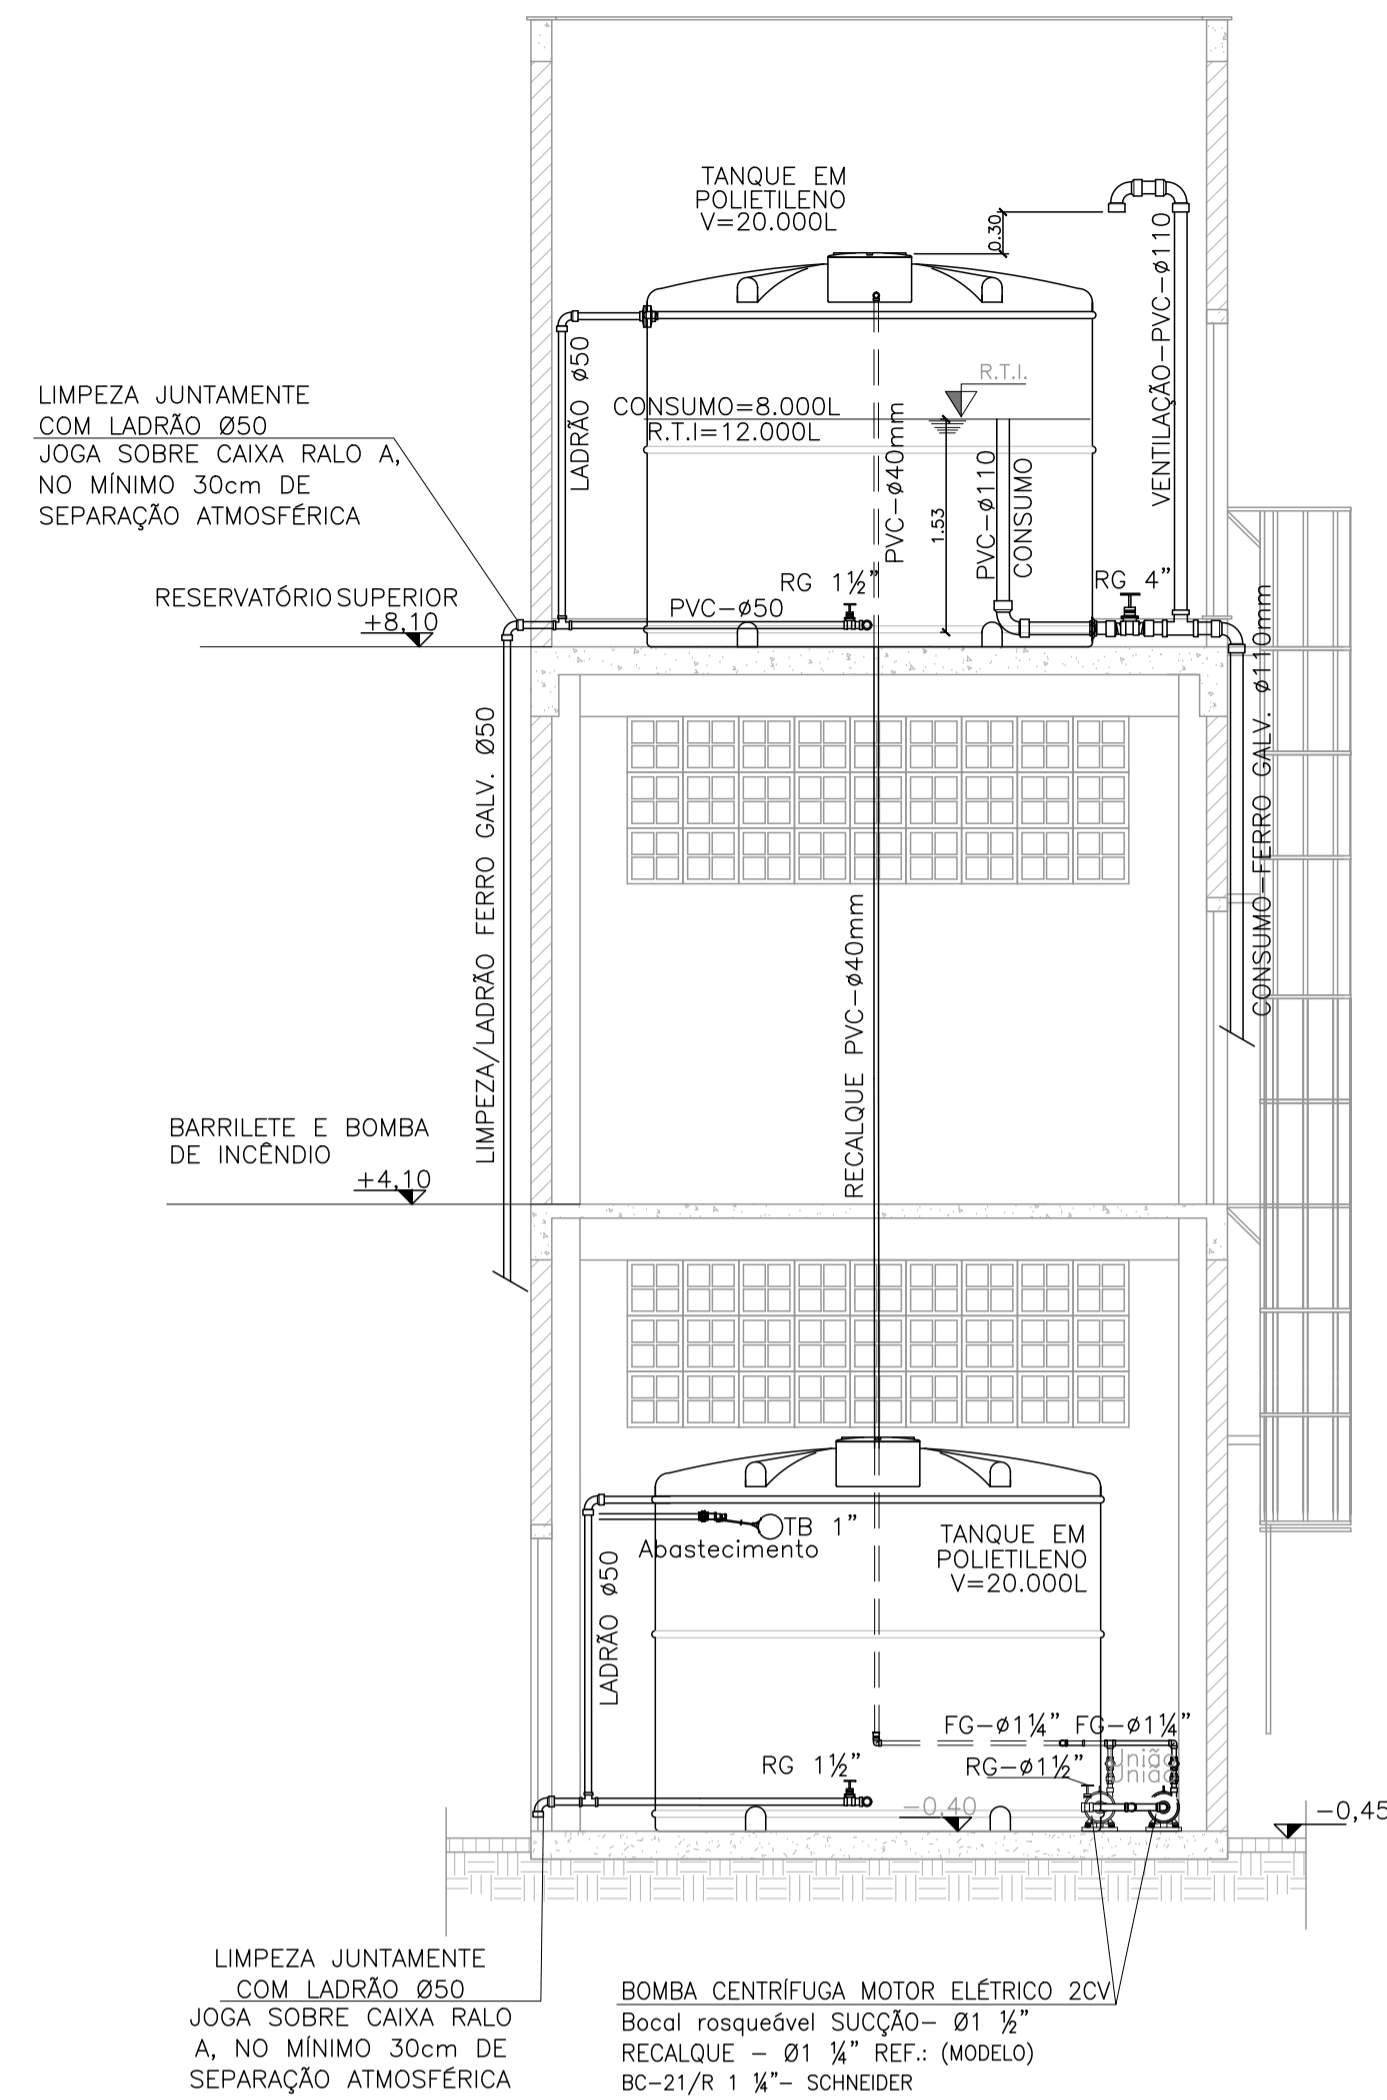 TANQUE EM
POLIETILENO
V=20.000L
0.30
VENTILAÇÃO-PVC-ø110
LADRÃO ø50
R.T.I.
CONSUMO=8.000L
R.T.I=12.000L
PVC-ø40mm
1.53
PVC-ø110
CONSUMO
LIMPEZA JUNTAMENTE
COM LADRÃO Ø50
JOGA SOBRE CAIXA RALO A,
NO MÍNIMO 30cm DE
SEPARAÇÃO ATMOSFÉRICA
RG 1½"
RG 4"
RESERVATÓRIO SUPERIOR
+8,10
PVC-ø50
LIMPEZA/LADRÃO FERRO GALV. Ø50
CONSUMO-FERRO GALV. ø110mm
RECALQUE PVC-ø40mm
BARRILETE E BOMBA
DE INCÊNDIO
+4,10
TB 1"
Abastecimento
TANQUE EM
POLIETILENO
V=20.000L
LADRÃO ø50
FG-ø1¼" FG-ø1¼"
União
União
RG 1½"
RG-ø1½"
-0,40
-0,45
LIMPEZA JUNTAMENTE
COM LADRÃO Ø50
JOGA SOBRE CAIXA RALO
A, NO MÍNIMO 30cm DE
SEPARAÇÃO ATMOSFÉRICA
BOMBA CENTRÍFUGA MOTOR ELÉTRICO 2CV
Bocal rosqueável SUCÇÃO- Ø1 ½"
RECALQUE - Ø1 ¼" REF.: (MODELO)
BC-21/R 1 ¼"- SCHNEIDER